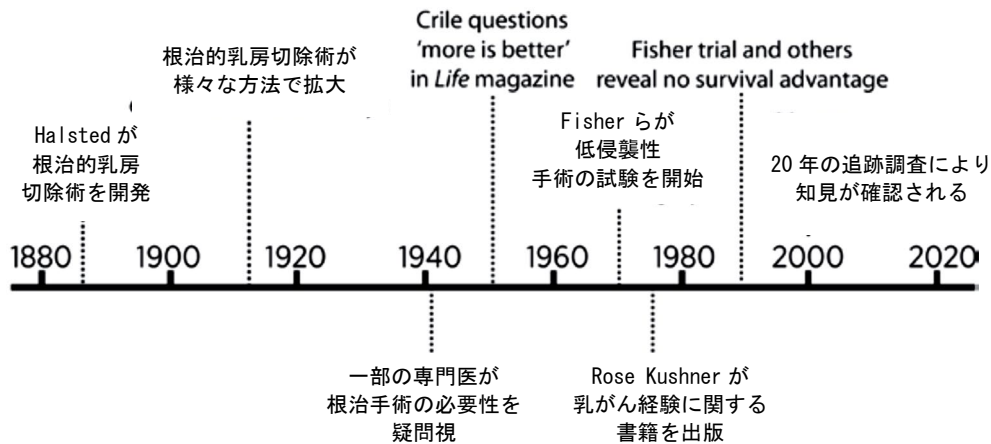 Crile questions
'more is better'
in Life magazine
根治的乳房切除術が
様々な方法で拡大
Fisher trial and others
reveal no survival advantage
Halsted が
根治的乳房
切除術を開発
Fisher らが
低侵襲性
手術の試験を開始
20 年の追跡調査により
知見が確認される
1880 1900 1920 1940 1960 1980 2000 2020
一部の専門医が
根治手術の必要性を
疑問視
Rose Kushner が
乳がん経験に関する
書籍を出版